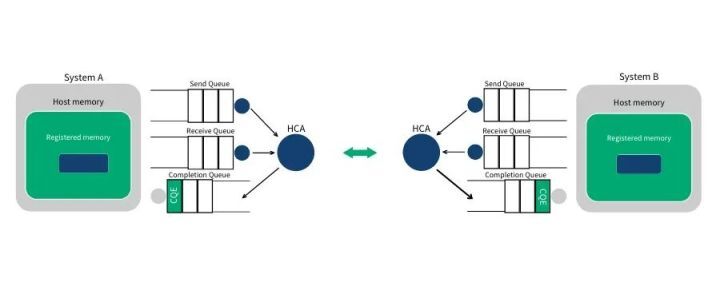 System A
Host memory
Registered memory
Send Queue
Receive Queue
Completion Queue
CQE
HCA
HCA
Send Queue
Receive Queue
Completion Queue
CQE
System B
Host memory
Registered memory